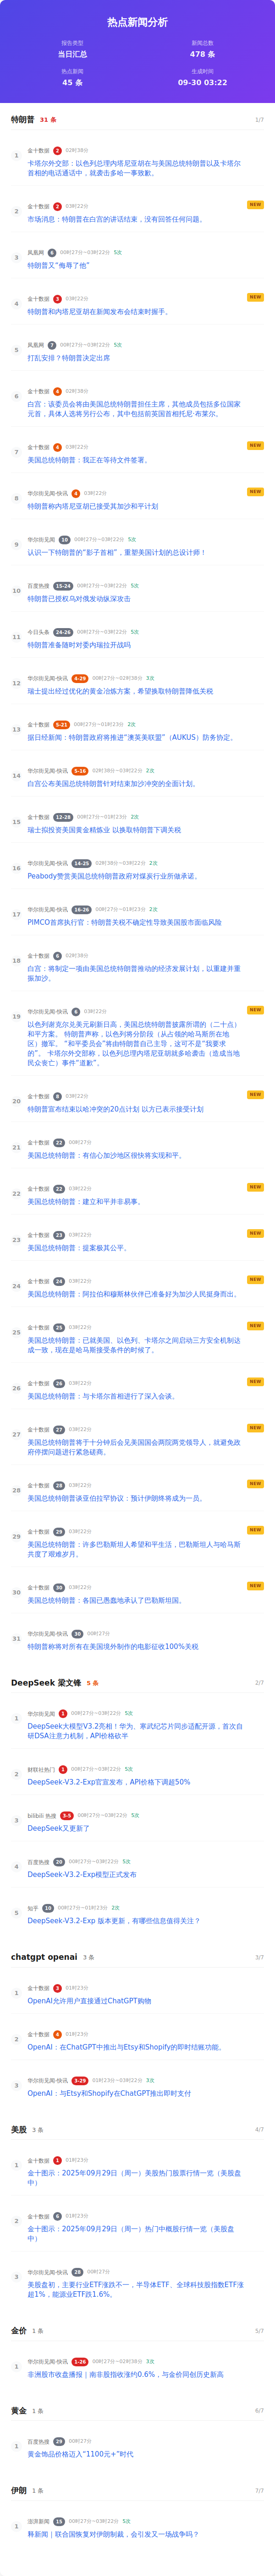 热点新闻分析
报告类型
当日汇总
新闻总数
478 条
热点新闻
45 条
生成时间
09-30 03:22
特朗普 31 条 1/7
1 金十数据 2 02时38分
卡塔尔外交部：以色列总理内塔尼亚胡在与美国总统特朗普以及卡塔尔
首相的电话通话中，就袭击多哈一事致歉。
2 金十数据 2 03时22分 NEW
市场消息：特朗普在白宫的讲话结束，没有回答任何问题。
3 凤凰网 6 00时27分~03时22分 5次
特朗普又“侮辱了他”
4 金十数据 3 03时22分 NEW
特朗普和内塔尼亚胡在新闻发布会结束时握手。
5 凤凰网 7 00时27分~03时22分 5次
打乱安排？特朗普决定出席
6 金十数据 4 02时38分
白宫：该委员会将由美国总统特朗普担任主席，其他成员包括多位国家
元首，具体人选将另行公布，其中包括前英国首相托尼·布莱尔。
7 金十数据 4 03时22分 NEW
美国总统特朗普：我正在等待文件签署。
8 华尔街见闻-快讯 4 03时22分 NEW
特朗普称内塔尼亚胡已接受其加沙和平计划
9 华尔街见闻 10 00时27分~03时22分 5次
认识一下特朗普的“影子首相”，重塑美国计划的总设计师！
10 百度热搜 15-24 00时27分~03时22分 5次
特朗普已授权乌对俄发动纵深攻击
11 今日头条 24-26 00时27分~03时22分 5次
特朗普准备随时对委内瑞拉开战吗
12 华尔街见闻-快讯 4-29 00时27分~02时38分 3次
瑞士提出经过优化的黄金冶炼方案，希望换取特朗普降低关税
13 金十数据 5-21 00时27分~01时23分 2次
据日经新闻：特朗普政府将推进“澳英美联盟”（AUKUS）防务协定。
14 华尔街见闻-快讯 5-16 02时38分~03时22分 2次
白宫公布美国总统特朗普针对结束加沙冲突的全面计划。
15 华尔街见闻-快讯 12-28 00时27分~01时23分 2次
瑞士拟投资美国黄金精炼业 以换取特朗普下调关税
16 华尔街见闻-快讯 14-25 02时38分~03时22分 2次
Peabody赞赏美国总统特朗普政府对煤炭行业所做承诺。
17 华尔街见闻-快讯 16-26 00时27分~01时23分 2次
PIMCO首席执行官：特朗普关税不确定性导致美国股市面临风险
18 金十数据 6 02时38分
白宫：将制定一项由美国总统特朗普推动的经济发展计划，以重建并重
振加沙。
19 华尔街见闻-快讯 6 03时22分 NEW
以色列谢克尔兑美元刷新日高，美国总统特朗普披露所谓的（二十点）
和平方案。 特朗普声称，以色列将分阶段（从占领的加马斯所在地
区）撤军。 “和平委员会”将由特朗普自己主导，这可不是“我要求
的”。 卡塔尔外交部称，以色列总理内塔尼亚胡就多哈袭击（造成当地
民众丧亡）事件“道歉”。
20 金十数据 8 03时22分 NEW
特朗普宣布结束以哈冲突的20点计划 以方已表示接受计划
21 金十数据 22 00时27分
美国总统特朗普：有信心加沙地区很快将实现和平。
22 金十数据 22 03时22分 NEW
美国总统特朗普：建立和平并非易事。
23 金十数据 23 03时22分 NEW
美国总统特朗普：提案极其公平。
24 金十数据 24 03时22分 NEW
美国总统特朗普：阿拉伯和穆斯林伙伴已准备好为加沙人民挺身而出。
25 金十数据 25 03时22分 NEW
美国总统特朗普：已就美国、以色列、卡塔尔之间启动三方安全机制达
成一致，现在是哈马斯接受条件的时候了。
26 金十数据 26 03时22分 NEW
美国总统特朗普：与卡塔尔首相进行了深入会谈。
27 金十数据 27 03时22分 NEW
美国总统特朗普将于十分钟后会见美国国会两院两党领导人，就避免政
府停摆问题进行紧急磋商。
28 金十数据 28 03时22分 NEW
美国总统特朗普谈亚伯拉罕协议：预计伊朗终将成为一员。
29 金十数据 29 03时22分 NEW
美国总统特朗普：许多巴勒斯坦人希望和平生活，巴勒斯坦人与哈马斯
共度了艰难岁月。
30 金十数据 30 03时22分 NEW
美国总统特朗普：各国已愚蠢地承认了巴勒斯坦国。
31 华尔街见闻-快讯 30 00时27分
特朗普称将对所有在美国境外制作的电影征收100%关税
DeepSeek 梁文锋 5 条 2/7
1 华尔街见闻 1 00时27分~03时22分 5次
DeepSeek大模型V3.2亮相！华为、寒武纪芯片同步适配开源，首次自
研DSA注意力机制，API价格砍半
2 财联社热门 1 00时27分~03时22分 5次
DeepSeek-V3.2-Exp官宣发布，API价格下调超50%
3 bilibili 热搜 3-5 00时27分~03时22分 5次
DeepSeek又更新了
4 百度热搜 20 00时27分~03时22分 5次
DeepSeek-V3.2-Exp模型正式发布
5 知乎 10 00时27分~01时23分 2次
DeepSeek-V3.2-Exp 版本更新，有哪些信息值得关注？
chatgpt openai 3 条 3/7
1 金十数据 3 01时23分
OpenAI允许用户直接通过ChatGPT购物
2 金十数据 4 01时23分
OpenAI：在ChatGPT中推出与Etsy和Shopify的即时结账功能。
3 华尔街见闻-快讯 3-29 01时23分~03时22分 3次
OpenAI：与Etsy和Shopify在ChatGPT推出即时支付
美股 3 条 4/7
1 金十数据 1 01时23分
金十图示：2025年09月29日（周一）美股热门股票行情一览（美股盘
中）
2 金十数据 6 01时23分
金十图示：2025年09月29日（周一）热门中概股行情一览（美股盘
中）
3 华尔街见闻-快讯 28 00时27分
美股盘初，主要行业ETF涨跌不一，半导体ETF、全球科技股指数ETF涨
超1%，能源业ETF跌1.6%。
金价 1 条 5/7
1 华尔街见闻-快讯 1-26 00时27分~02时38分 3次
非洲股市收盘播报｜南非股指收涨约0.6%，与金价同创历史新高
黄金 1 条 6/7
1 百度热搜 29 00时27分
黄金饰品价格迈入“1100元+”时代
伊朗 1 条 7/7
1 澎湃新闻 15 00时27分~03时22分 5次
释新闻｜联合国恢复对伊朗制裁，会引发又一场战争吗？